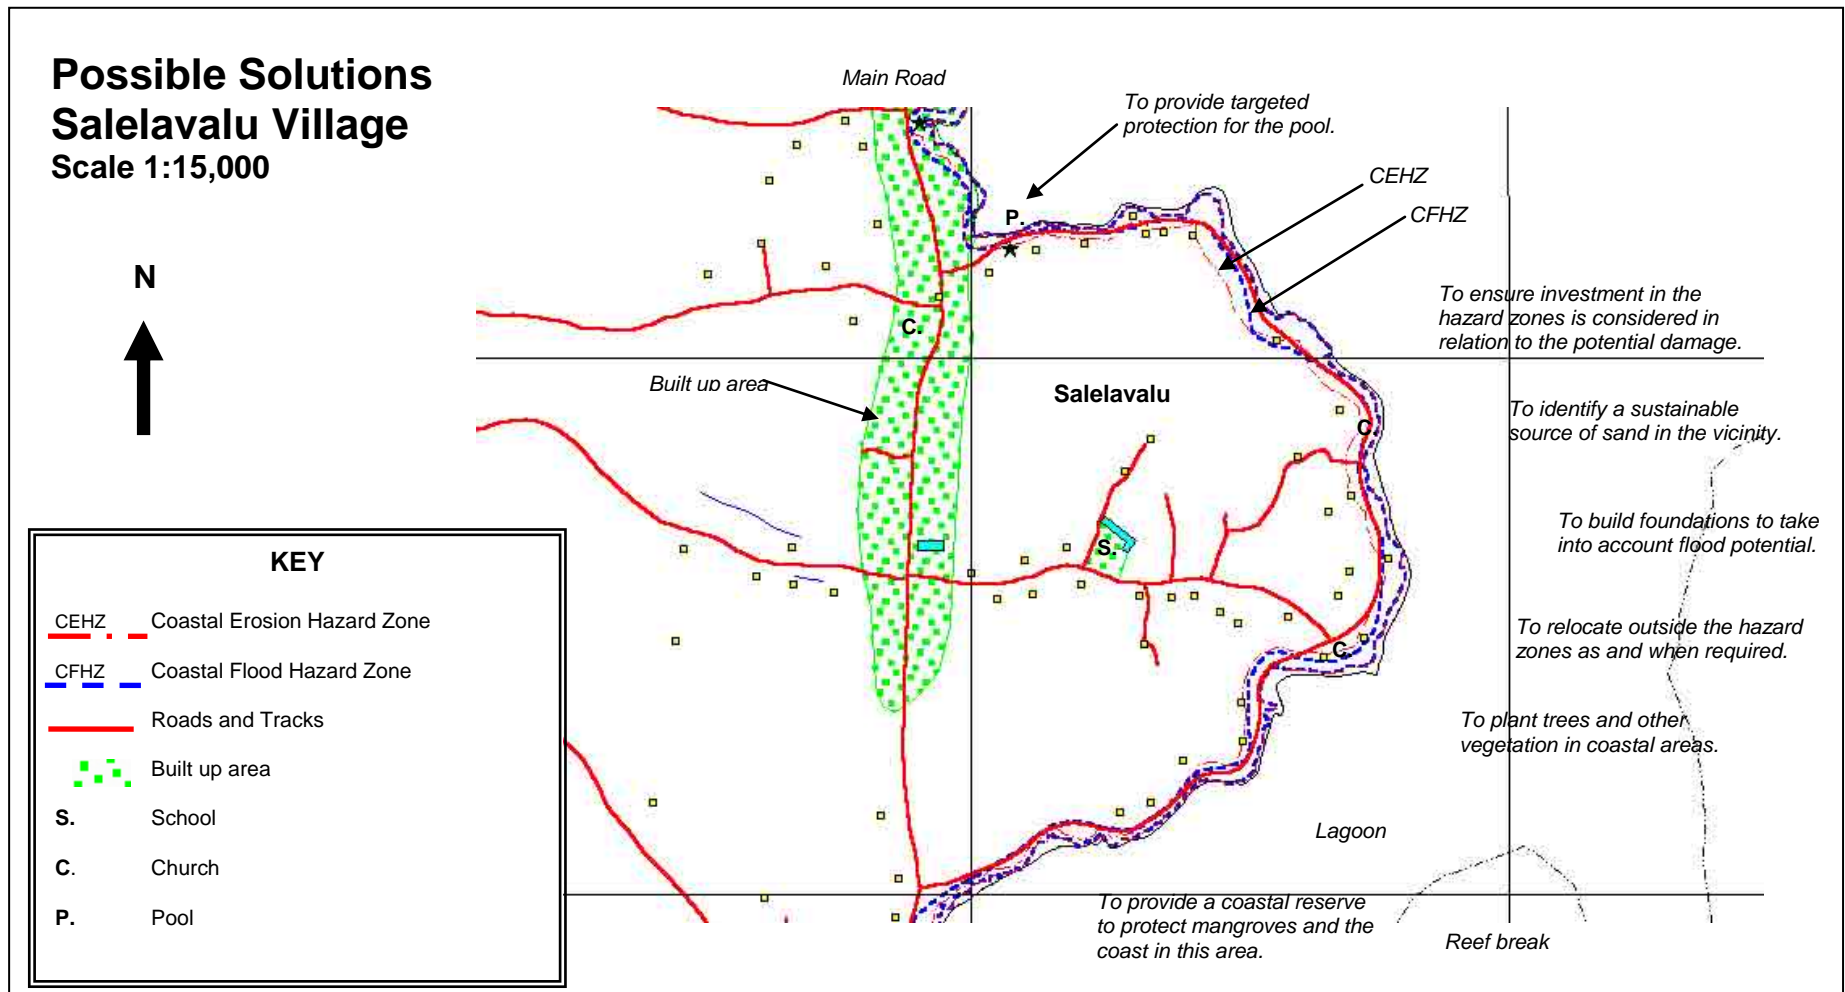 Possible Solutions
Salelavalu Village
Scale 1:15,000
Main Road
To provide targeted
protection for the pool.
CEHZ
CFHZ
P.
N
To ensure investment in the
hazard zones is considered in
relation to the potential damage.
C.
Built up area
Salelavalu
To identify a sustainable
source of sand in the vicinity.
C.
To build foundations to take
into account flood potential.
S.
To relocate outside the hazard
zones as and when required.
C.
To plant trees and other
vegetation in coastal areas.
Lagoon
To provide a coastal reserve
to protect mangroves and the
coast in this area.
Reef break
KEY
CEHZ Coastal Erosion Hazard Zone
CFHZ Coastal Flood Hazard Zone
Roads and Tracks
Built up area
S. School
C. Church
P. Pool